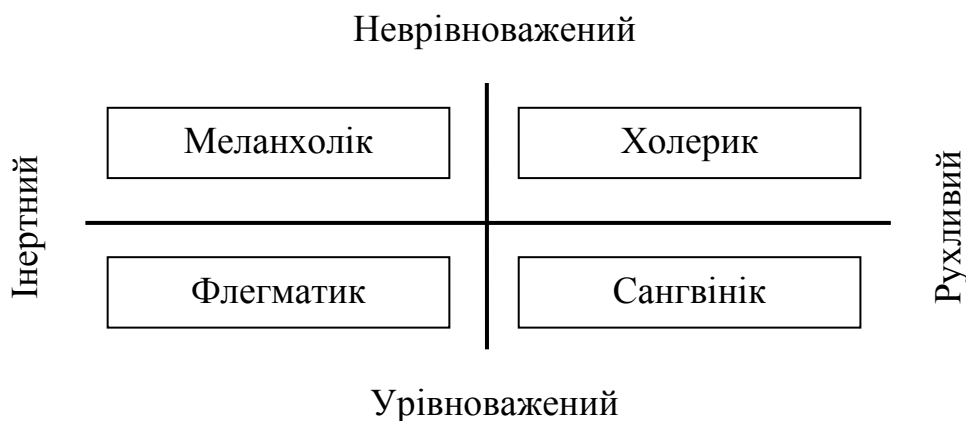 Неврівноважений
Меланхолік
Холерик
Інертний
Рухливий
Флегматик
Сангвінік
Урівноважений